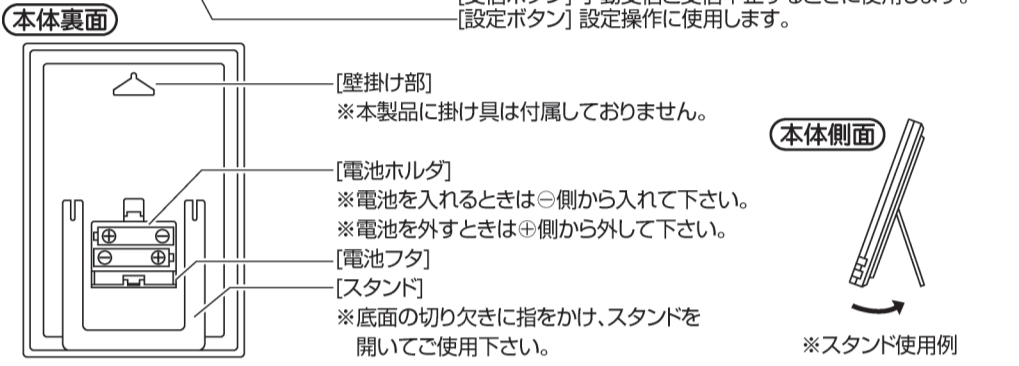 [設定ボタン] 設定操作に使用します。
本体裏面
[壁掛け部]
※本製品に掛け具は付属しておりません。
本体側面
[電池ホルダ]
※電池を入れるときは⊖側から入れて下さい。
※電池を外すときは⊕側から外して下さい。
⊕ ⊖
⊖ ⊕
[電池フタ]
[スタンド]
※底面の切り欠きに指をかけ、スタンドを
開いてご使用下さい。
※スタンド使用例